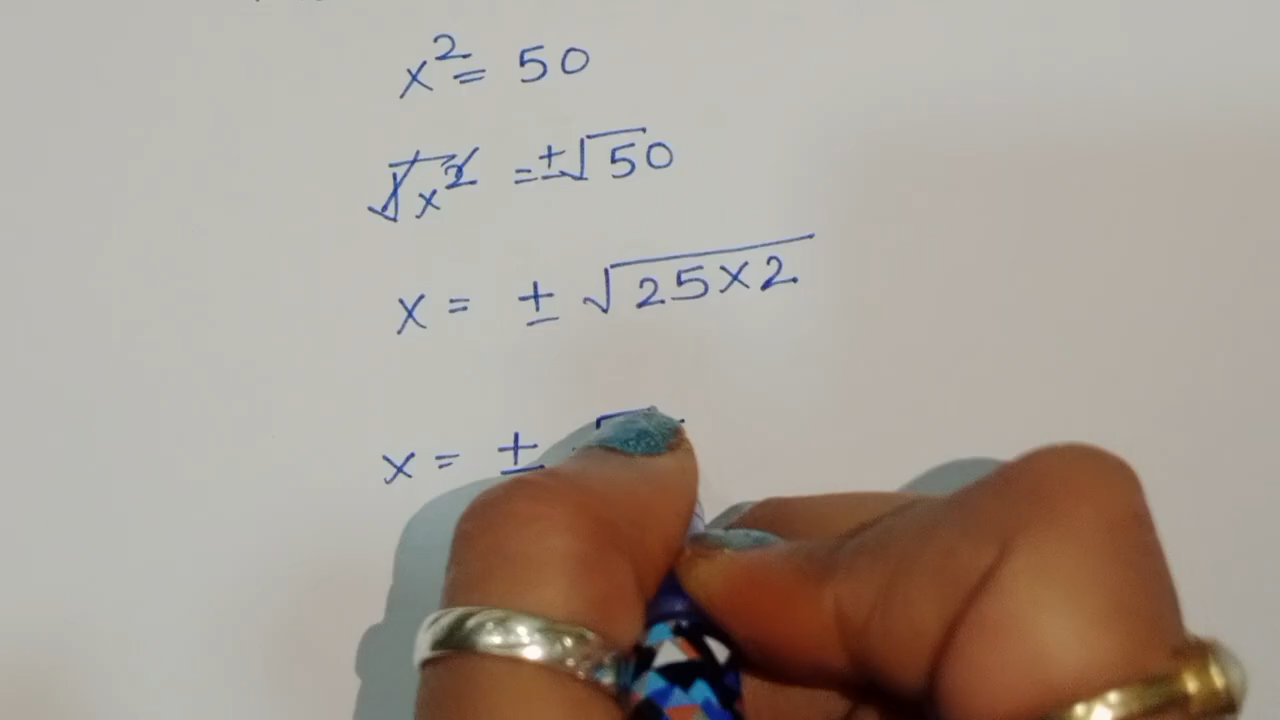 x² = 50
√x² = ±√50
x = ± √25×2
x = ± √